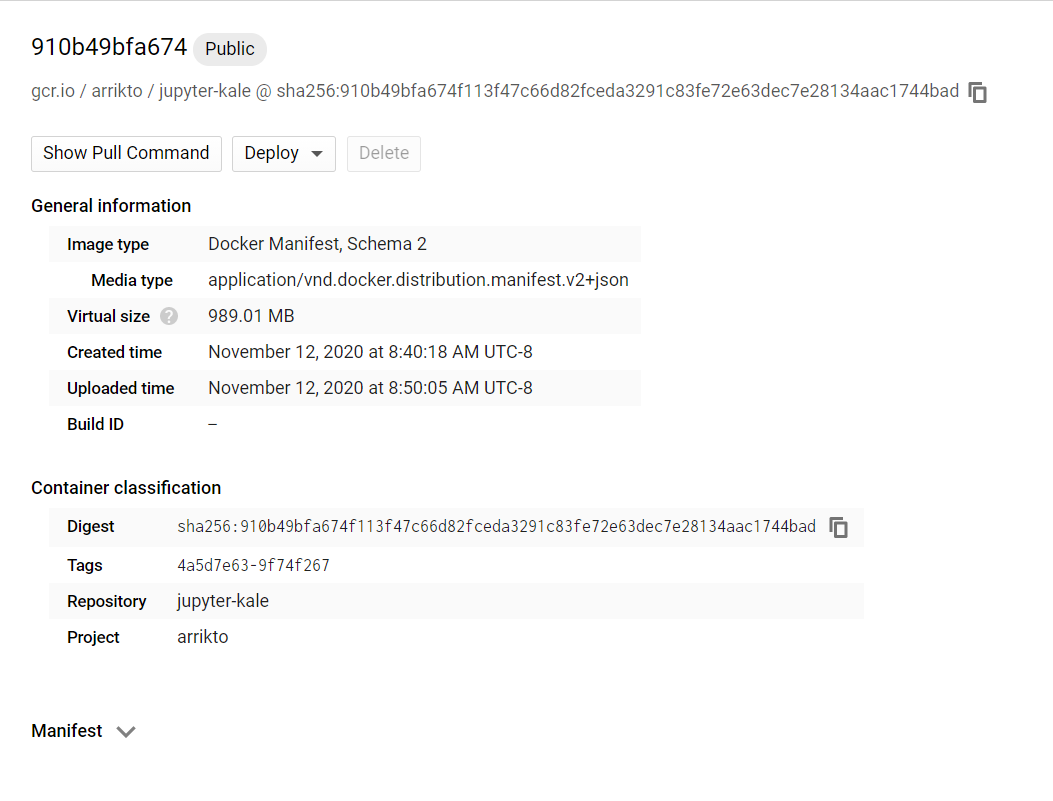 910b49bfa674 Public
gcr.io / arrikto / jupyter-kale @ sha256:910b49bfa674f113f47c66d82fceda3291c83fe72e63dec7e28134aac1744bad
Show Pull Command Deploy Delete
General information
Image type Docker Manifest, Schema 2
Media type application/vnd.docker.distribution.manifest.v2+json
Virtual size ? 989.01 MB
Created time November 12, 2020 at 8:40:18 AM UTC-8
Uploaded time November 12, 2020 at 8:50:05 AM UTC-8
Build ID –
Container classification
Digest sha256:910b49bfa674f113f47c66d82fceda3291c83fe72e63dec7e28134aac1744bad
Tags 4a5d7e63-9f74f267
Repository jupyter-kale
Project arrikto
Manifest